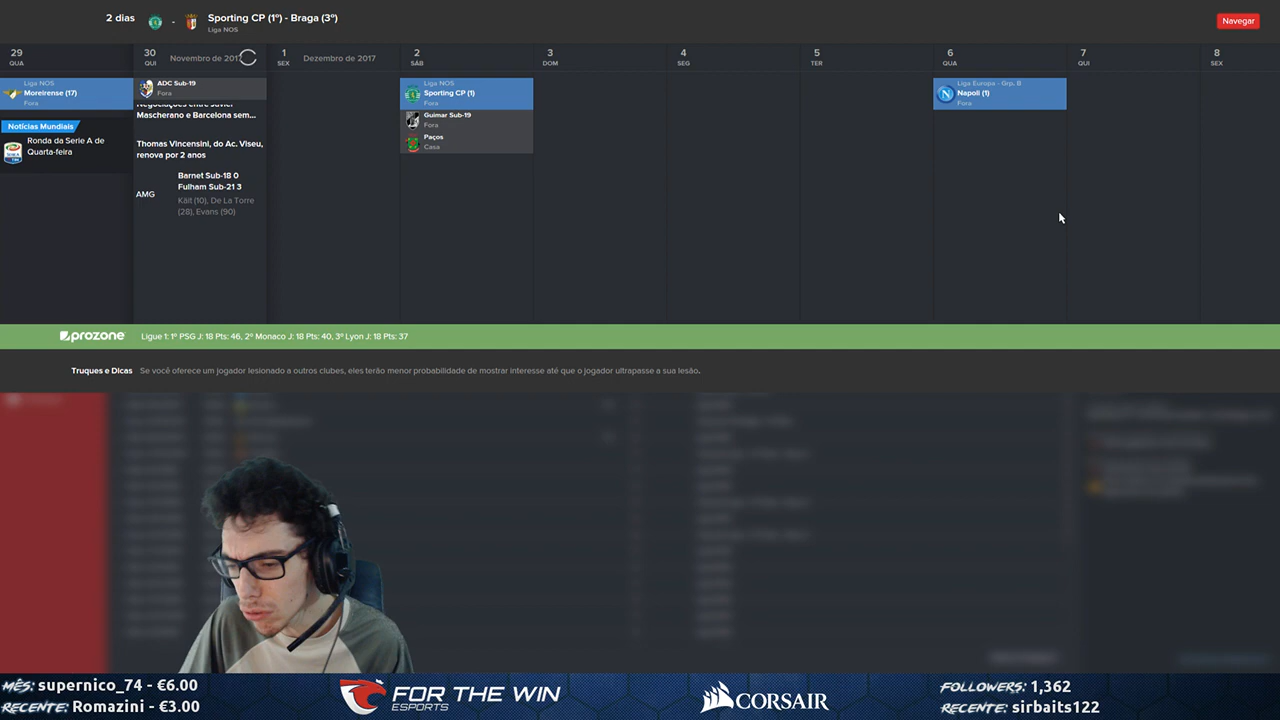 2 dias
Sporting CP (1º) - Braga (3º)
Liga NOS
Navegar
29
QUA
30
QUI
Novembro de 201
1
SEX
Dezembro de 2017
2
SÁB
3
DOM
4
SEG
5
TER
6
QUA
7
QUI
8
SEX
Liga NOS
Moreirense (17)
Fora
Notícias Mundiais
Ronda da Serie A de
Quarta-feira
ADC Sub-19
Fora
Negociações entre Javier
Mascherano e Barcelona sem...
Thomas Vincensini, do Ac. Viseu,
renova por 2 anos
AMG
Barnet Sub-18 0
Fulham Sub-21 3
Käit (10), De La Torre
(28), Evans (90)
Liga NOS
Sporting CP (1)
Fora
Guimar Sub-19
Fora
Paços
Casa
Liga Europa - Grp. B
Napoli (1)
Fora
prozone
Ligue 1: 1º PSG J: 18 Pts: 46, 2º Monaco J: 18 Pts: 40, 3º Lyon J: 18 Pts: 37
Truques e Dicas
Se você oferece um jogador lesionado a outros clubes, eles terão menor probabilidade de mostrar interesse até que o jogador ultrapasse a sua lesão.
MÊS: supernico_74 - €6.00
RECENTE: Romazini - €3.00
FOR THE WIN
ESPORTS
CORSAIR
FOLLOWERS: 1,362
RECENTE: sirbaits122